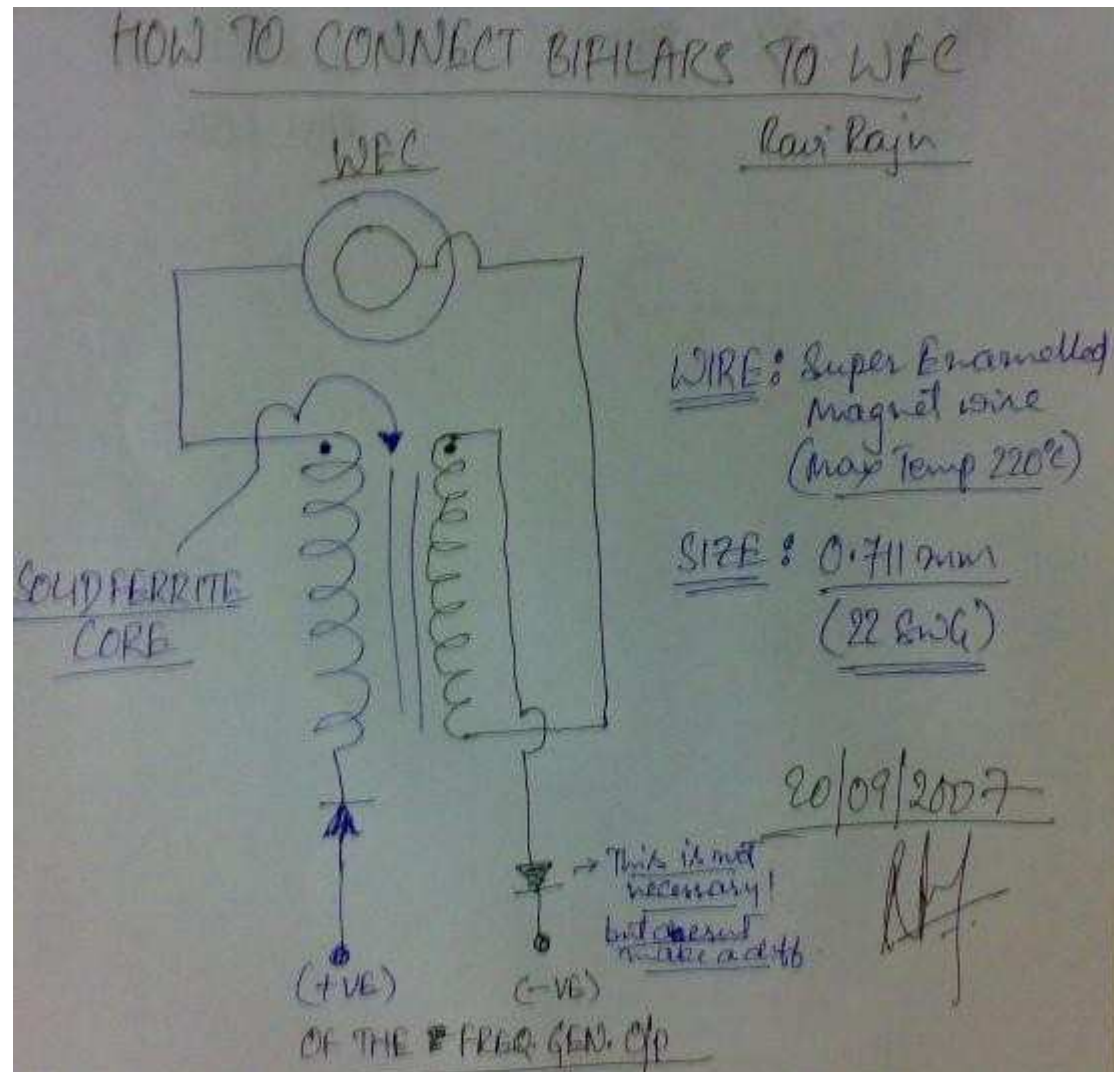 HOW TO CONNECT BIFILARS TO WFC
Ravi Raju
WFC
WIRE: Super Enamelled
Magnet wire
(Max Temp 220°C)
SOLID FERRITE
CORE
SIZE: 0.711 mm
(22 SWG)
20/09/2007
→ This is not
necessary!
but doesnt
make a diff
(+VE)
(-VE)
OF THE FREQ. GEN. O/P